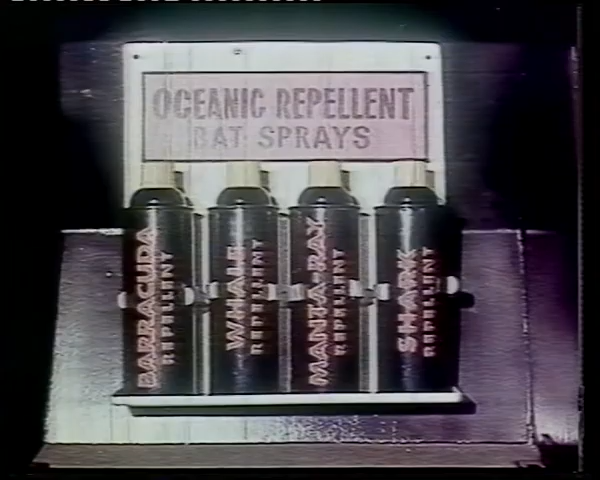 OCEANIC REPELLENT
BAT SPRAYS
BARRACUDA
REPELLENT
WHALE
REPELLENT
MANTA-RAY
REPELLENT
SHARK
REPELLENT